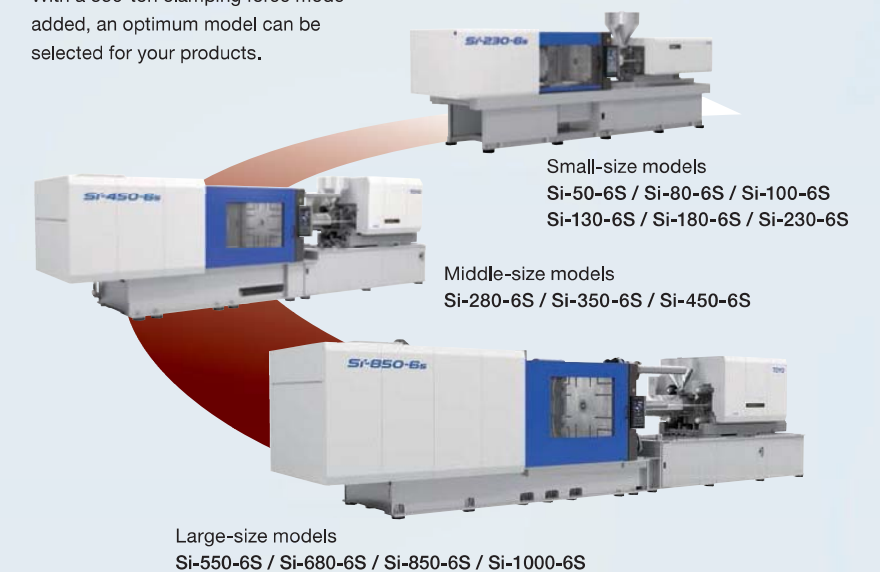 added, an optimum model can be
selected for your products.
Si-230-6s
Small-size models
Si-50-6S / Si-80-6S / Si-100-6S
Si-130-6S / Si-180-6S / Si-230-6S
Si-450-6s
TOYO
Middle-size models
Si-280-6S / Si-350-6S / Si-450-6S
Si-850-6s
TOYO
Large-size models
Si-550-6S / Si-680-6S / Si-850-6S / Si-1000-6S